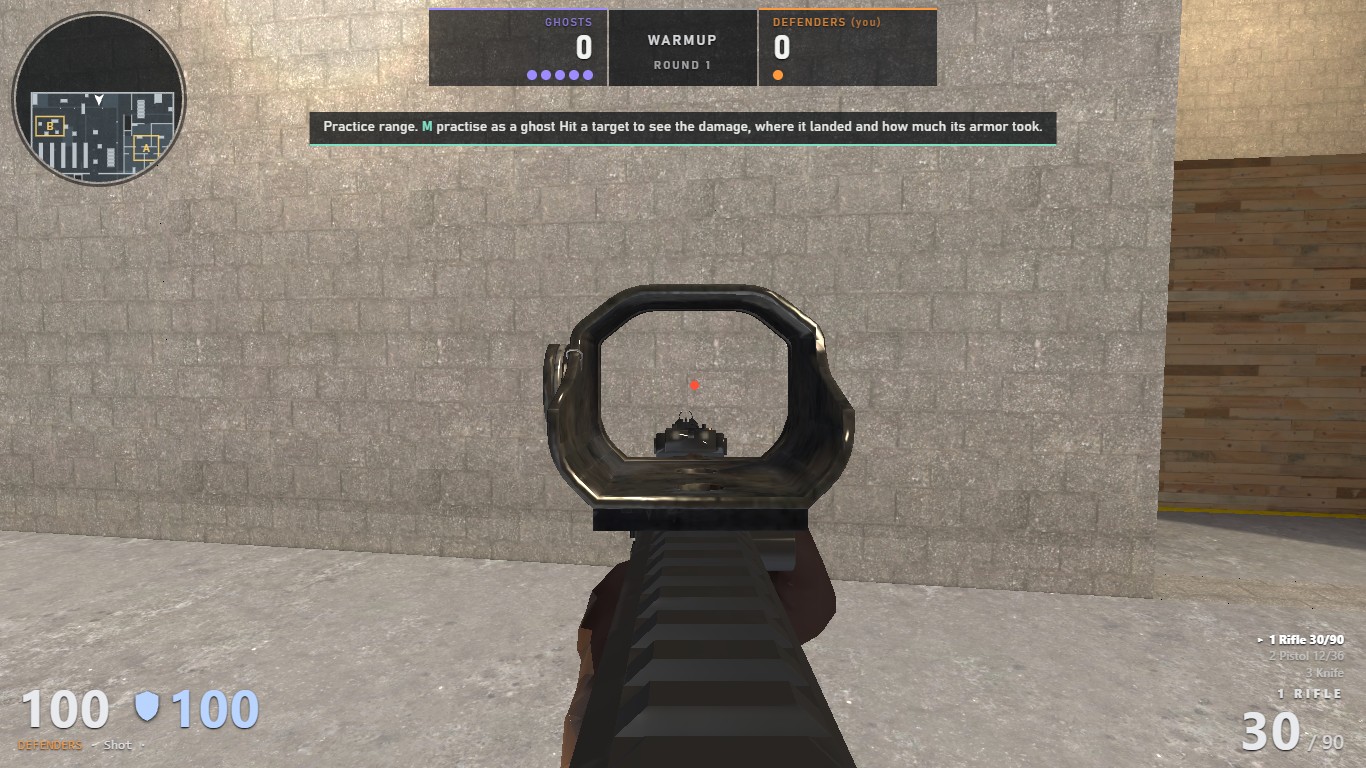 GHOSTS
0
WARMUP
ROUND 1
DEFENDERS (you)
0
Practice range. M practise as a ghost Hit a target to see the damage, where it landed and how much its armor took.
B
A
1 Rifle 30/90
2 Pistol 12/36
3 Knife
1 RIFLE
30 / 90
100 100
DEFENDERS - Shot -